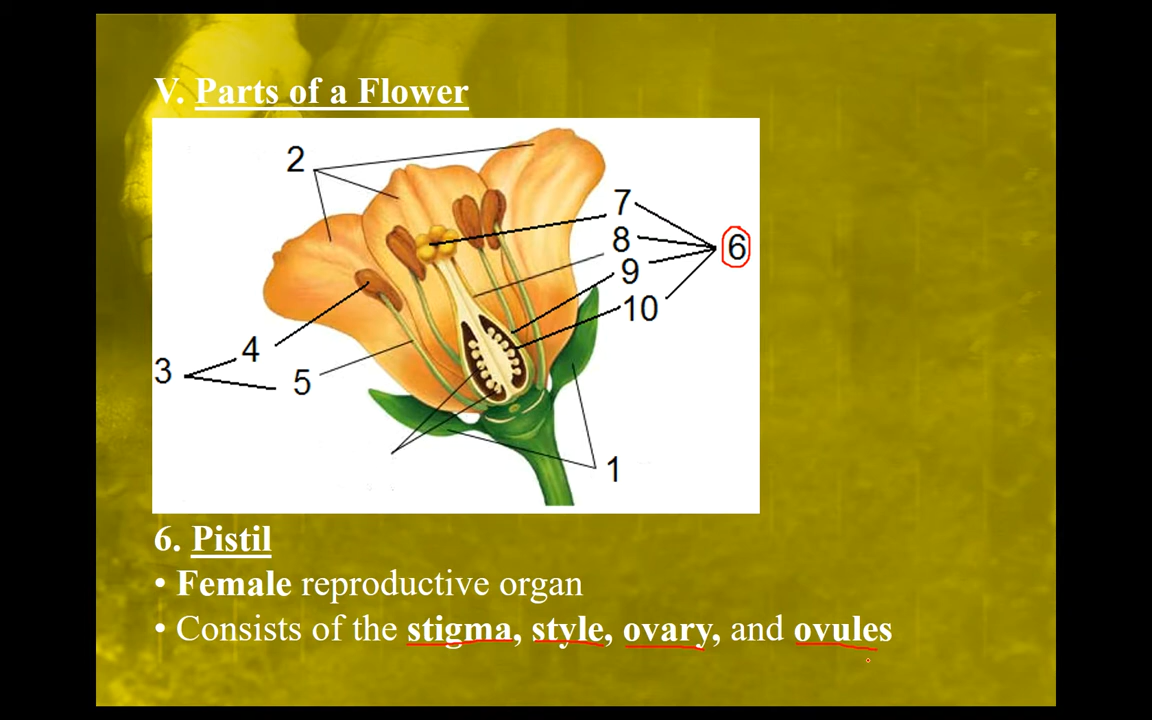 V. Parts of a Flower
2
7
8
6
9
10
4
3
5
1
6. Pistil
• Female reproductive organ
• Consists of the stigma, style, ovary, and ovules